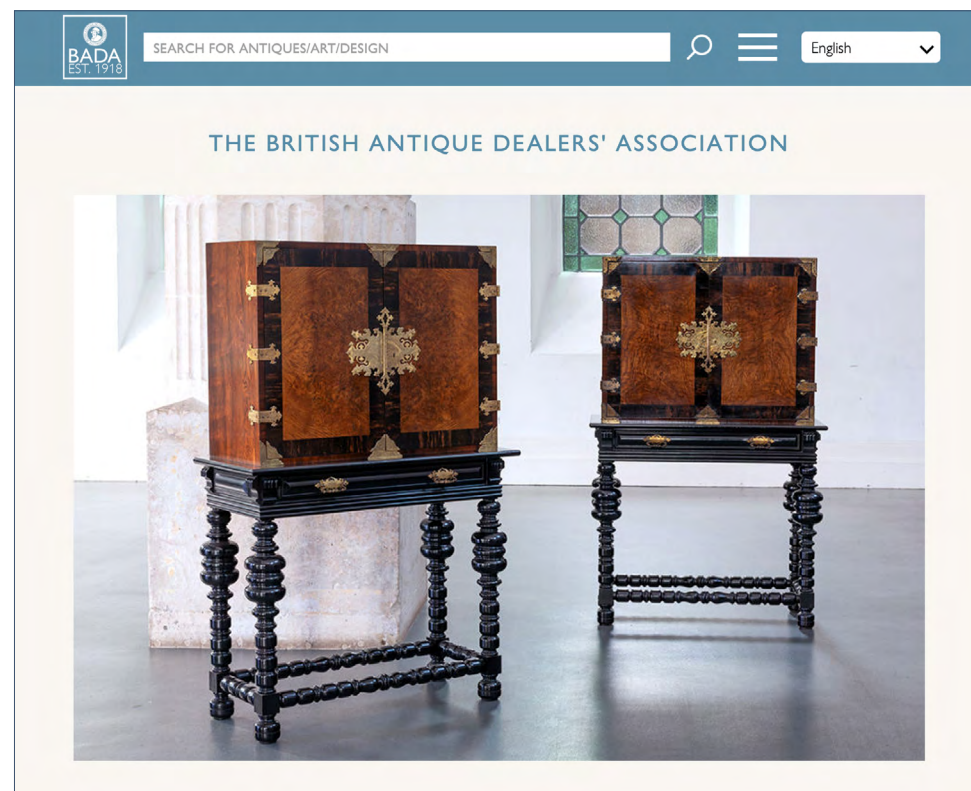 BADA
EST. 1918
SEARCH FOR ANTIQUES/ART/DESIGN
English
THE BRITISH ANTIQUE DEALERS' ASSOCIATION